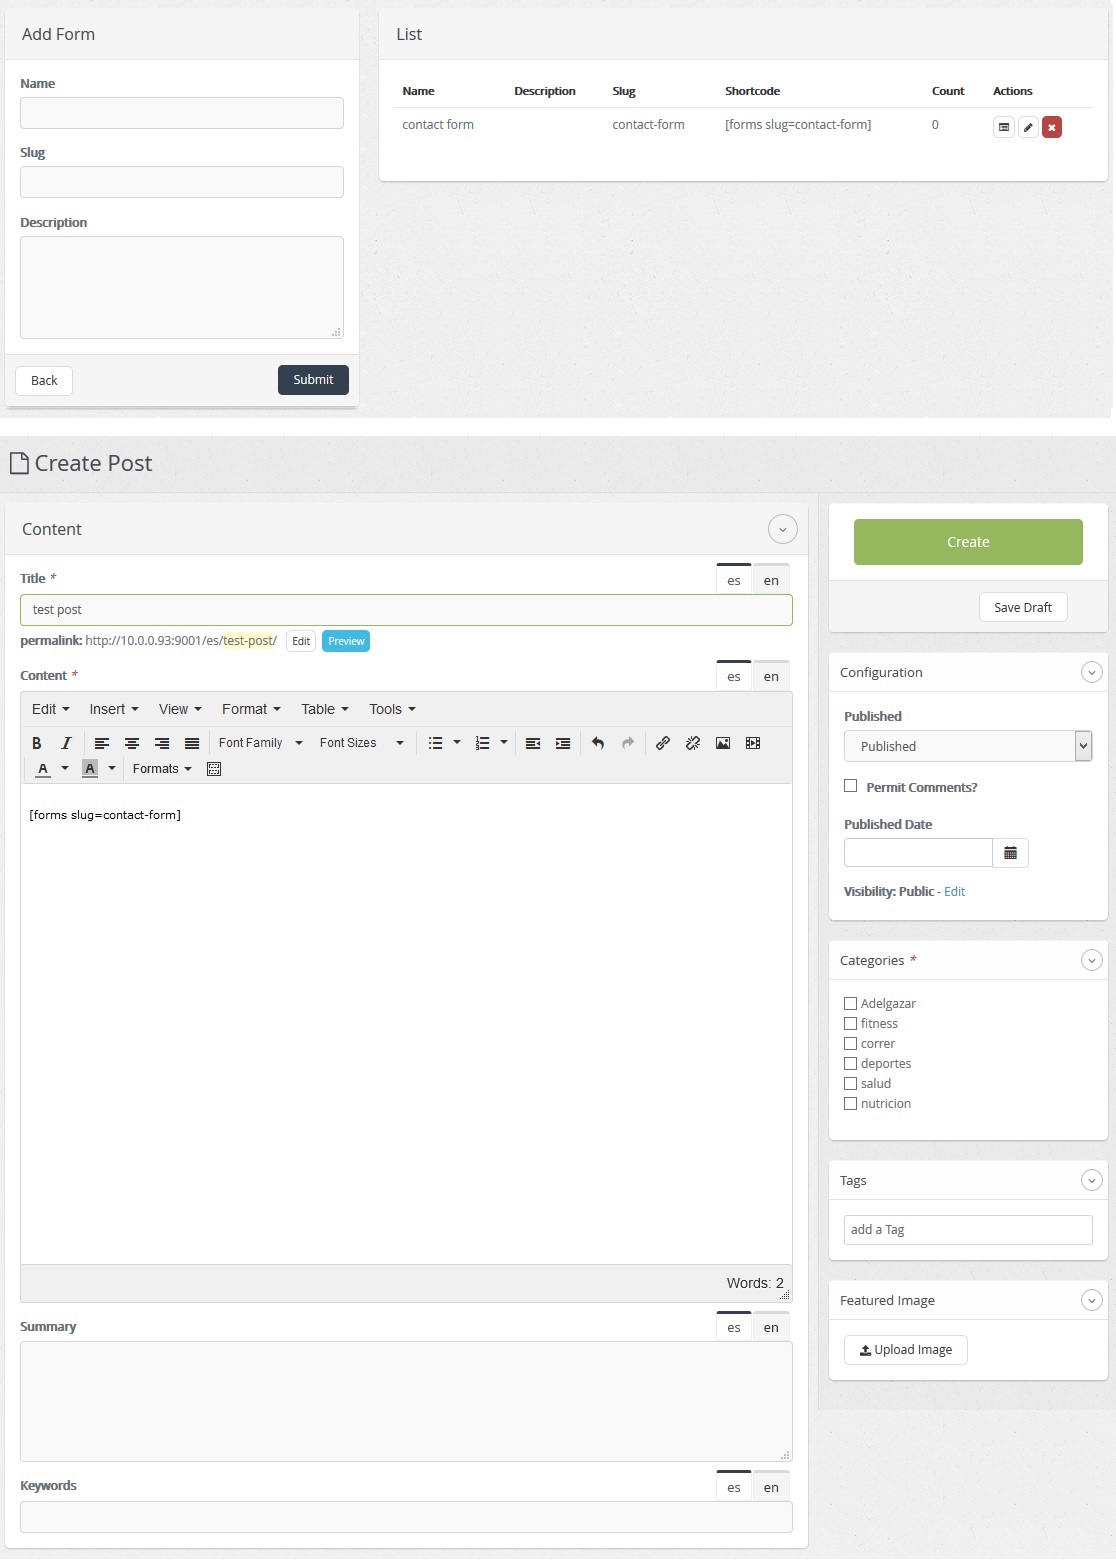 Add Form
Name
Slug
Description
Back
Submit
List
Name Description Slug Shortcode Count Actions
contact form contact-form [forms slug=contact-form] 0
Create Post
Content
Title *
es en
test post
permalink: http://10.0.0.93:9001/es/test-post/ Edit Preview
Content *
es en
Edit Insert View Format Table Tools
B I Font Family Font Sizes
A A Formats
[forms slug=contact-form]
Words: 2
Summary
es en
Keywords
es en
Create
Save Draft
Configuration
Published
Published
Permit Comments?
Published Date
Visibility: Public - Edit
Categories *
Adelgazar
fitness
correr
deportes
salud
nutricion
Tags
add a Tag
Featured Image
Upload Image